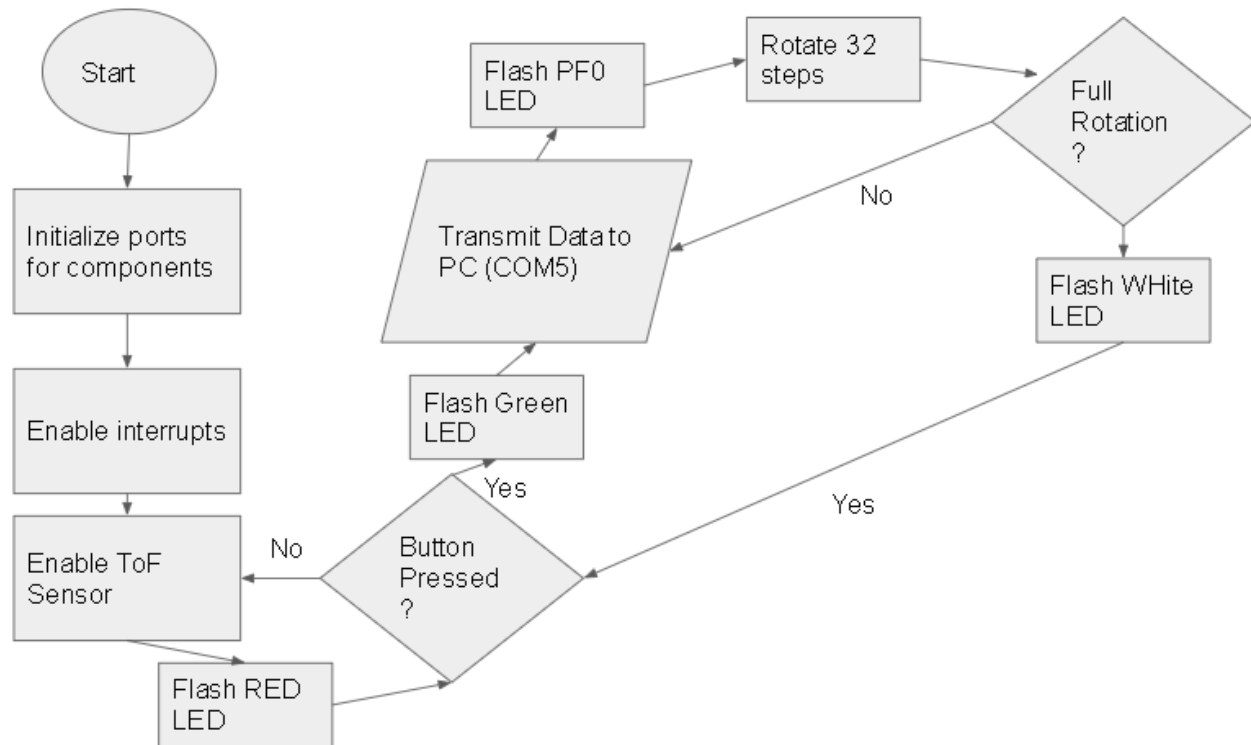 Start
Initialize ports
for components
Enable interrupts
Enable ToF
Sensor
Flash RED
LED
No
Button
Pressed
?
Yes
Flash Green
LED
Transmit Data to
PC (COM5)
Flash PF0
LED
Rotate 32
steps
Full
Rotation
?
No
Flash WHite
LED
Yes